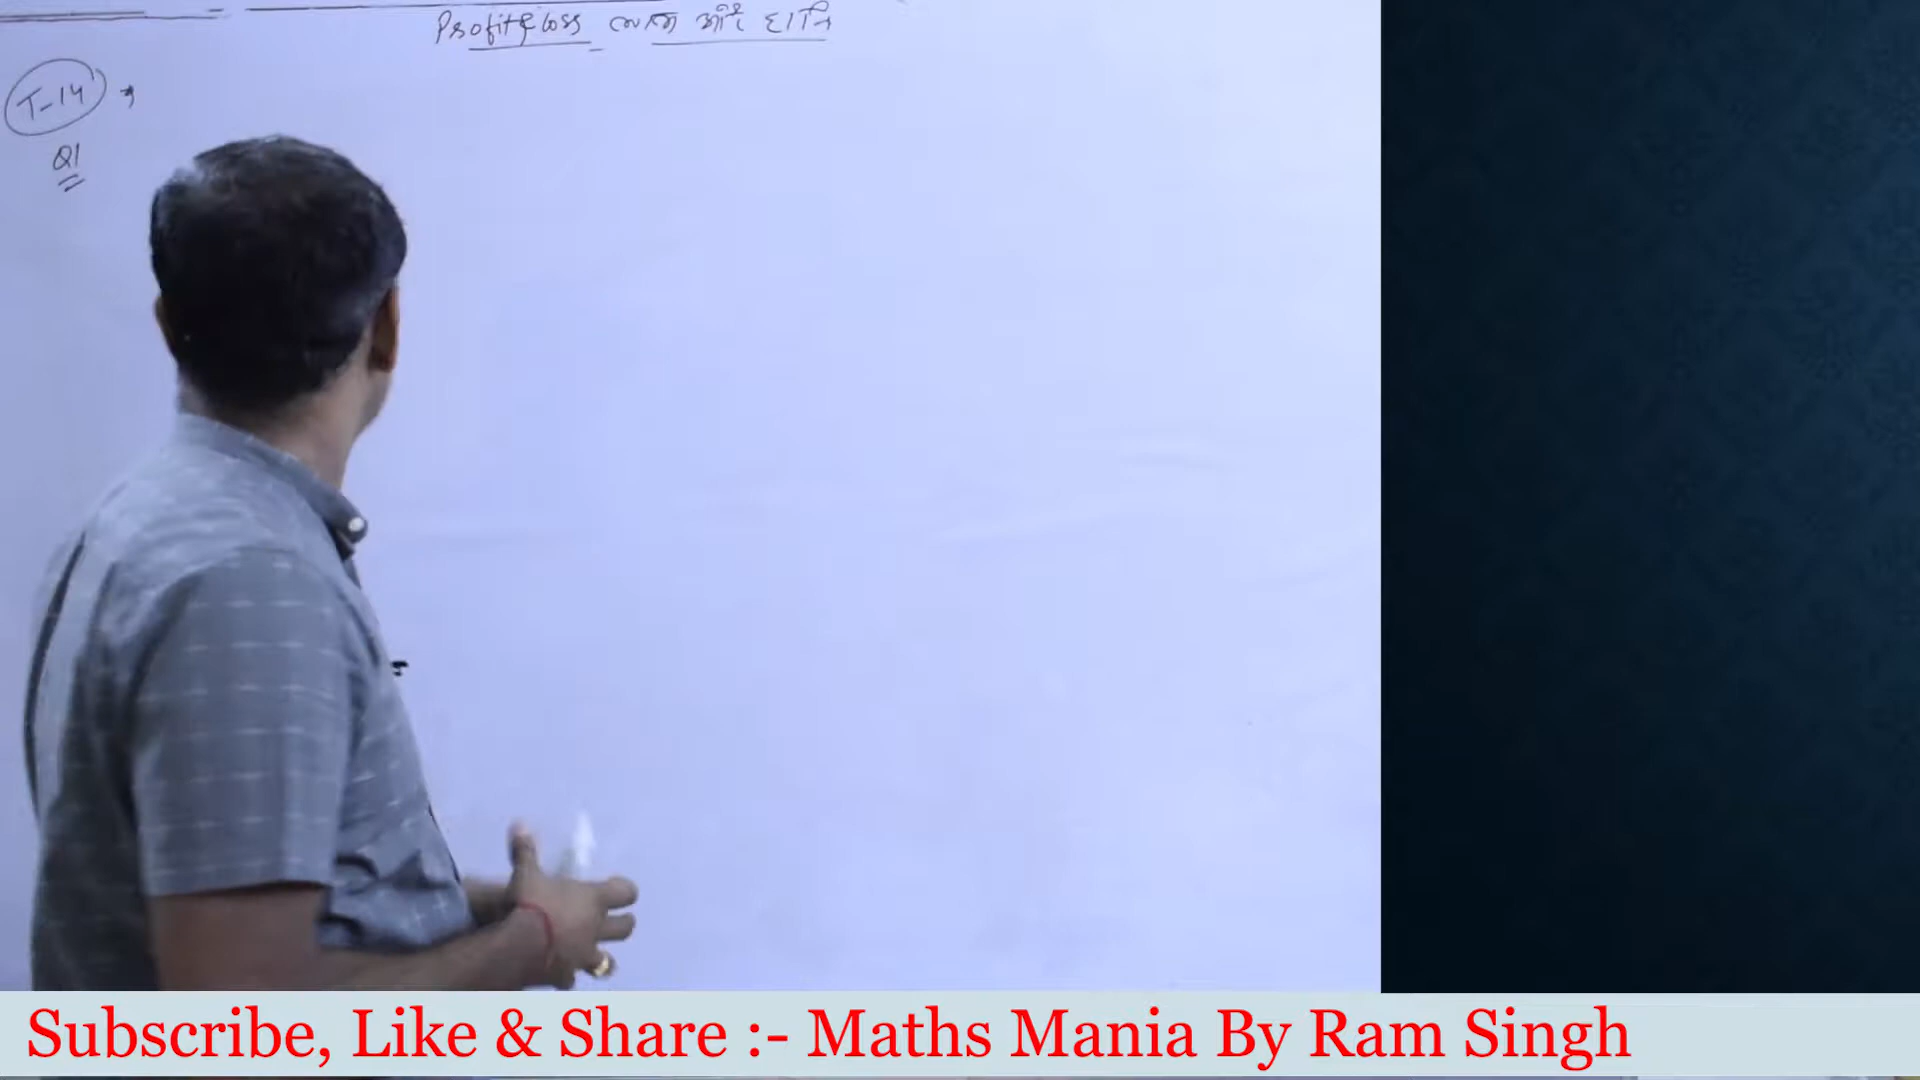 Profit & Loss लाभ और हानि
T-14
Q1
Subscribe, Like & Share :- Maths Mania By Ram Singh